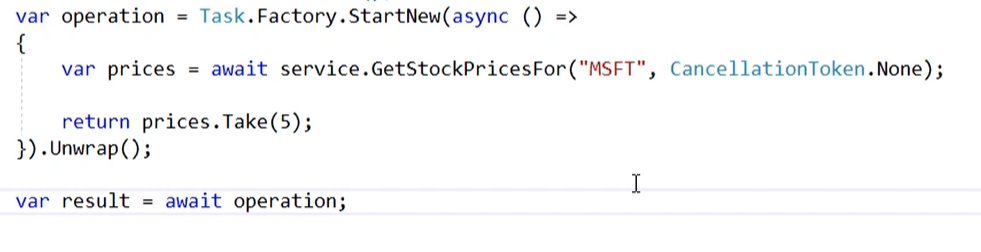 var operation = Task.Factory.StartNew(async () =>
{
    var prices = await service.GetStockPricesFor("MSFT", CancellationToken.None);
    return prices.Take(5);
}).Unwrap();
var result = await operation;